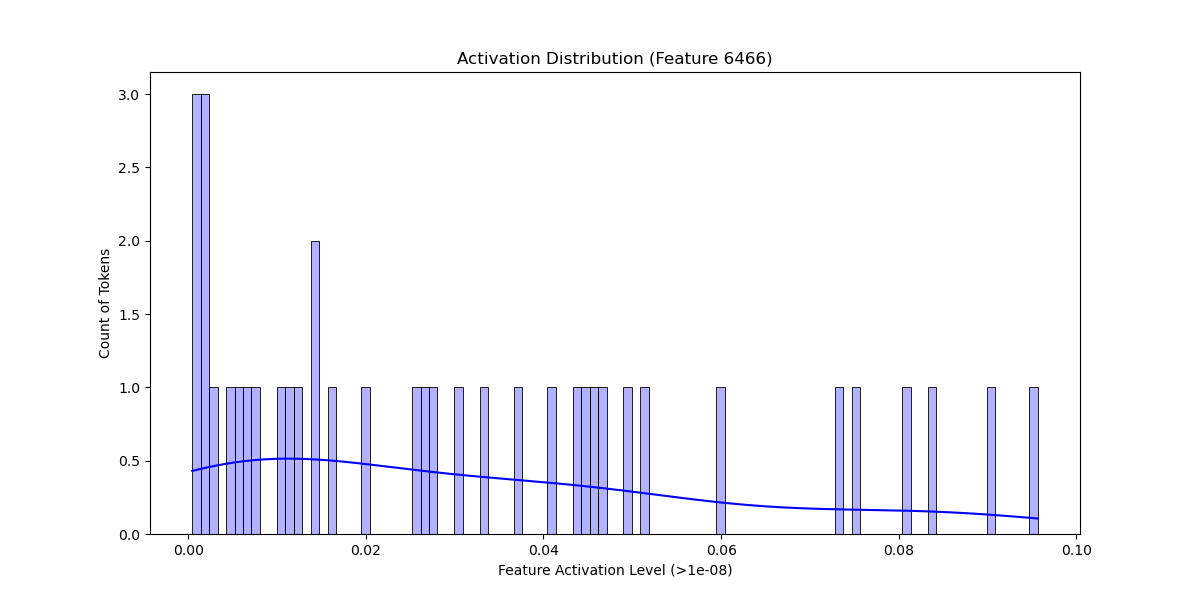 Activation Distribution (Feature 6466)
3.0
2.5
2.0
1.5
1.0
0.5
0.0
Count of Tokens
0.00 0.02 0.04 0.06 0.08 0.10
Feature Activation Level (>1e-08)